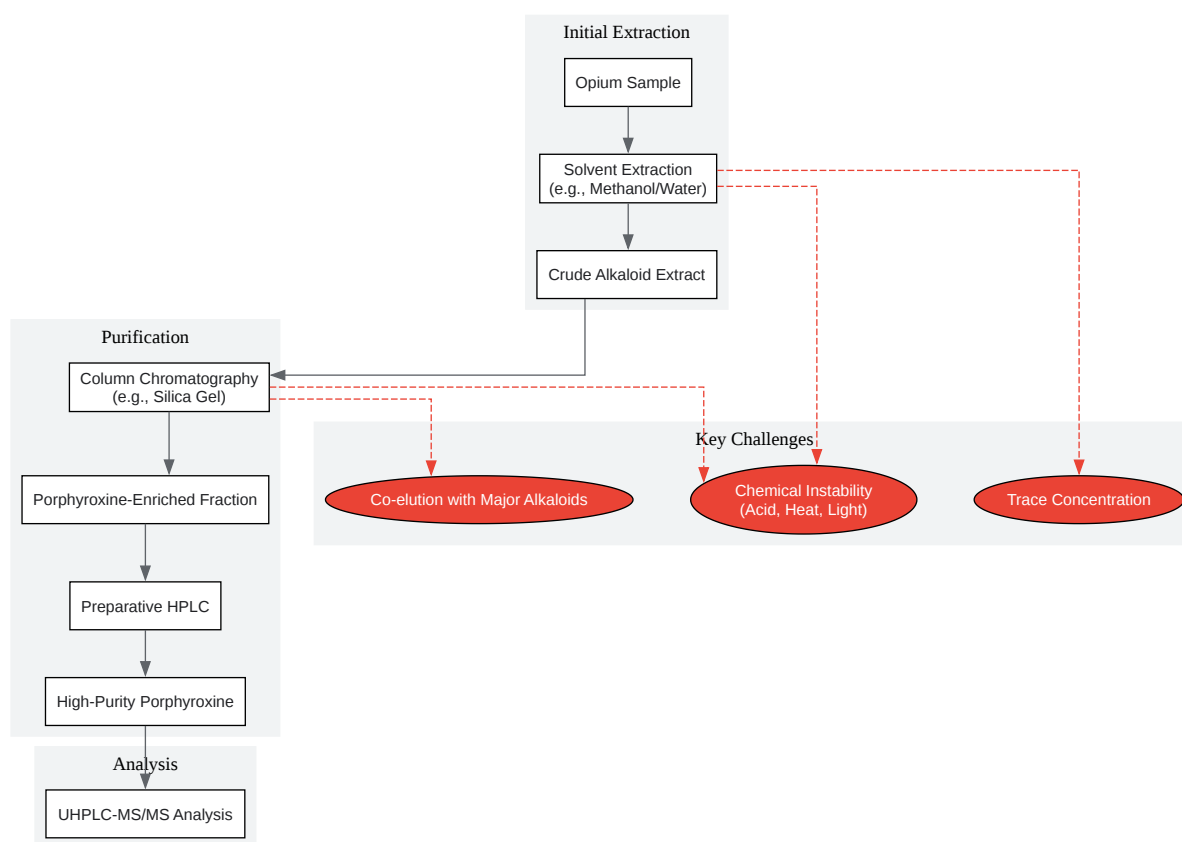 Initial Extraction
Opium Sample
Solvent Extraction
(e.g., Methanol/Water)
Crude Alkaloid Extract
Purification
Column Chromatography
(e.g., Silica Gel)
Porphyroxine-Enriched Fraction
Preparative HPLC
High-Purity Porphyroxine
Key Challenges
Co-elution with Major Alkaloids
Chemical Instability
(Acid, Heat, Light)
Trace Concentration
Analysis
UHPLC-MS/MS Analysis